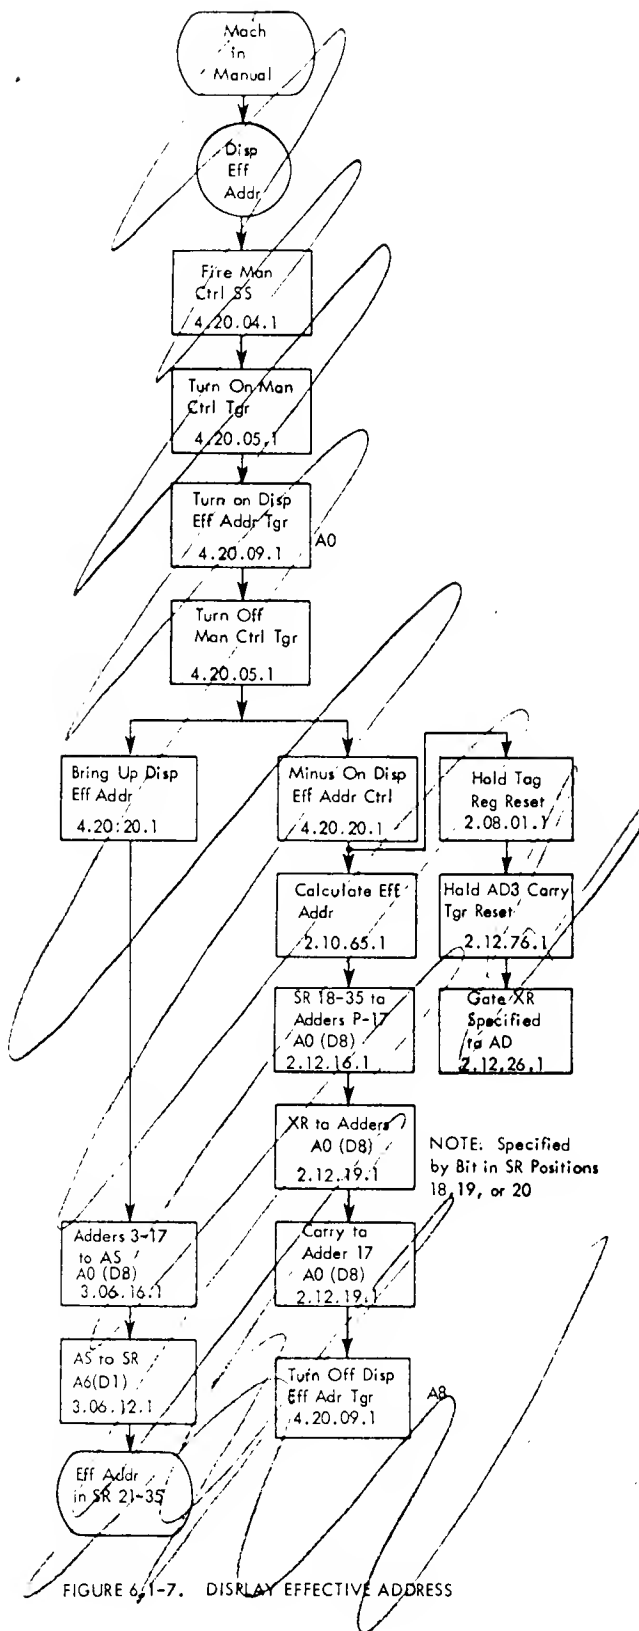 Mach
in
Manual
Disp
Eff
Addr
Fire Man
Ctrl SS
4.20.04.1
Turn On Man
Ctrl Tgr
4.20.05.1
Turn on Disp
Eff Addr Tgr
4.20.09.1
A0
Turn Off
Man Ctrl Tgr
4.20.05.1
Bring Up Disp
Eff Addr
4.20:20.1
Minus On Disp
Eff Addr Ctrl
4.20.20.1
Hold Tag
Reg Reset
2.08.01.1
Calculate Eff
Addr
2.10.65.1
Hold AD3 Carry
Tgr Reset
2.12.76.1
SR 18-35 to
Adders P-17
A0 (D8)
2.12.16.1
Gate XR
Specified
to AD
2.12.26.1
XR to Adders
A0 (D8)
2.12.19.1
NOTE: Specified
by Bit in SR Positions
18, 19, or 20
Adders 3-17
to AS
A0 (D8)
3.06.16.1
Carry to
Adder 17
A0 (D8)
2.12.19.1
AS to SR
A6(D1)
3.06.12.1
Turn Off Disp
Eff Adr Tgr
4.20.09.1
A8
Eff Addr
in SR 21-35
FIGURE 6.1-7. DISPLAY EFFECTIVE ADDRESS